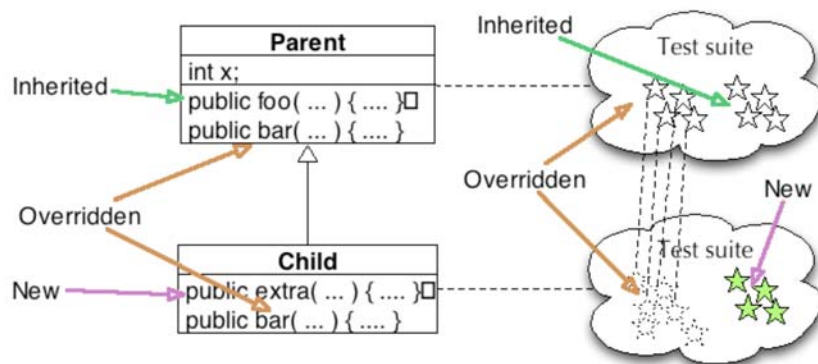 Parent
int x;
public foo( ... ) { .... }
public bar( ... ) { .... }
Inherited
Overridden
New
Child
public extra( ... ) { .... }
public bar( ... ) { .... }
Inherited
Test suite
Overridden
New
Test suite